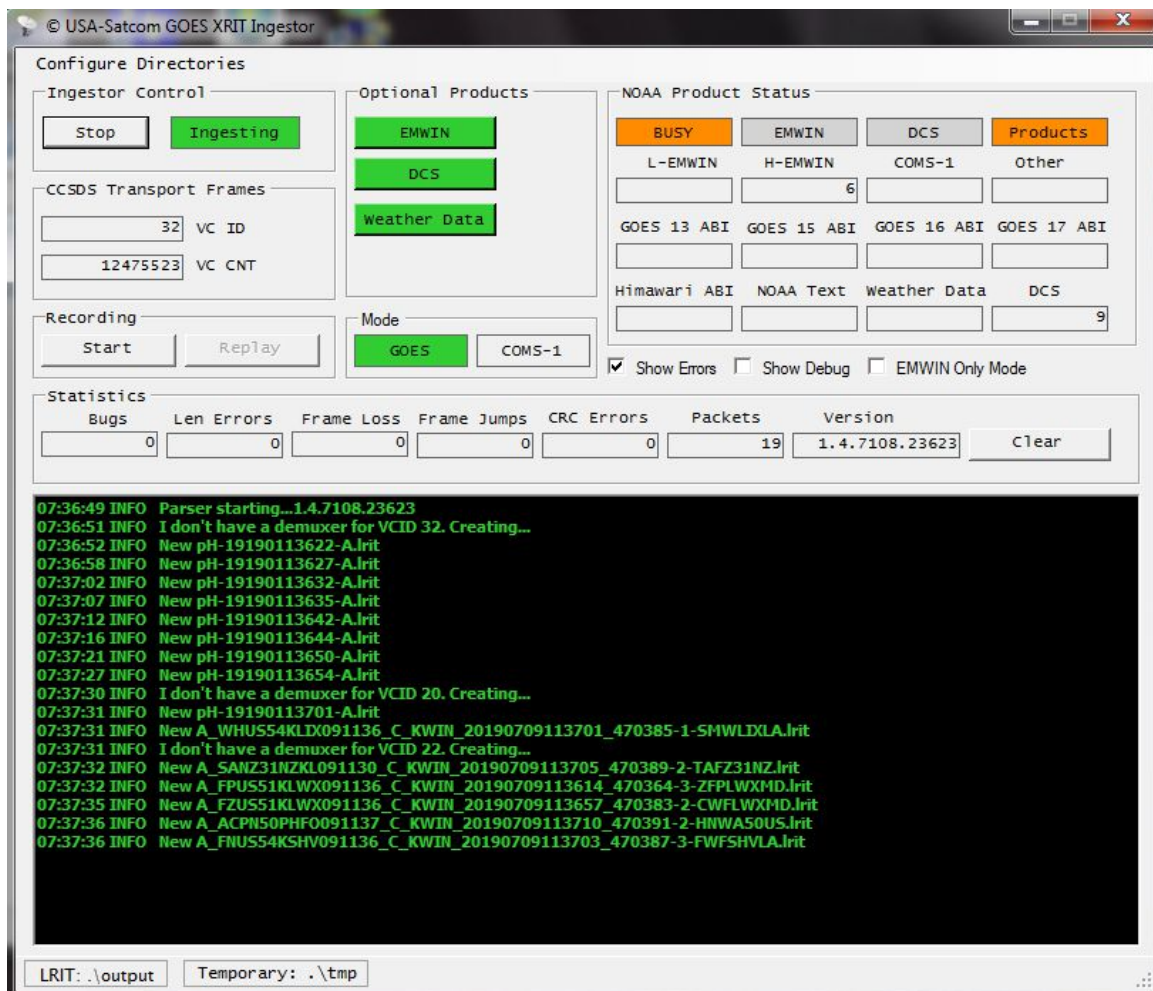 © USA-Satcom GOES XRIT Ingestor
Configure Directories
Ingestor Control
Stop Ingesting
CCSDS Transport Frames
32 VC ID
12475523 VC CNT
Recording
Start Replay
Optional Products
EMWIN
DCS
Weather Data
Mode
GOES COMS-1
NOAA Product Status
BUSY EMWIN DCS Products
L-EMWIN H-EMWIN COMS-1 Other
6
GOES 13 ABI GOES 15 ABI GOES 16 ABI GOES 17 ABI
Himawari ABI NOAA Text Weather Data DCS
9
Show Errors Show Debug EMWIN Only Mode
Statistics
Bugs Len Errors Frame Loss Frame Jumps CRC Errors Packets Version
0 0 0 0 0 19 1.4.7108.23623 Clear
07:36:49 INFO Parser starting...1.4.7108.23623
07:36:51 INFO I don't have a demuxer for VCID 32. Creating...
07:36:52 INFO New pH-19190113622-A.lrit
07:36:58 INFO New pH-19190113627-A.lrit
07:37:02 INFO New pH-19190113632-A.lrit
07:37:07 INFO New pH-19190113635-A.lrit
07:37:12 INFO New pH-19190113642-A.lrit
07:37:16 INFO New pH-19190113644-A.lrit
07:37:21 INFO New pH-19190113650-A.lrit
07:37:27 INFO New pH-19190113654-A.lrit
07:37:30 INFO I don't have a demuxer for VCID 20. Creating...
07:37:31 INFO New pH-19190113701-A.lrit
07:37:31 INFO New A_WHUS54KLIX091136_C_KWIN_20190709113701_470385-1-SMWLIXLA.lrit
07:37:31 INFO I don't have a demuxer for VCID 22. Creating...
07:37:32 INFO New A_SANZ31NZKL091130_C_KWIN_20190709113705_470389-2-TAFZ31NZ.lrit
07:37:32 INFO New A_FPUS51KLWX091136_C_KWIN_20190709113614_470364-3-ZFPLWXMD.lrit
07:37:35 INFO New A_FZUS51KLWX091136_C_KWIN_20190709113657_470383-2-CWFLWXMD.lrit
07:37:36 INFO New A_ACPN50PHFO091137_C_KWIN_20190709113710_470391-2-HNWA50US.lrit
07:37:36 INFO New A_FNUS54KSHV091136_C_KWIN_20190709113703_470387-3-FWFSHVLA.lrit
LRIT: .\output Temporary: .\tmp